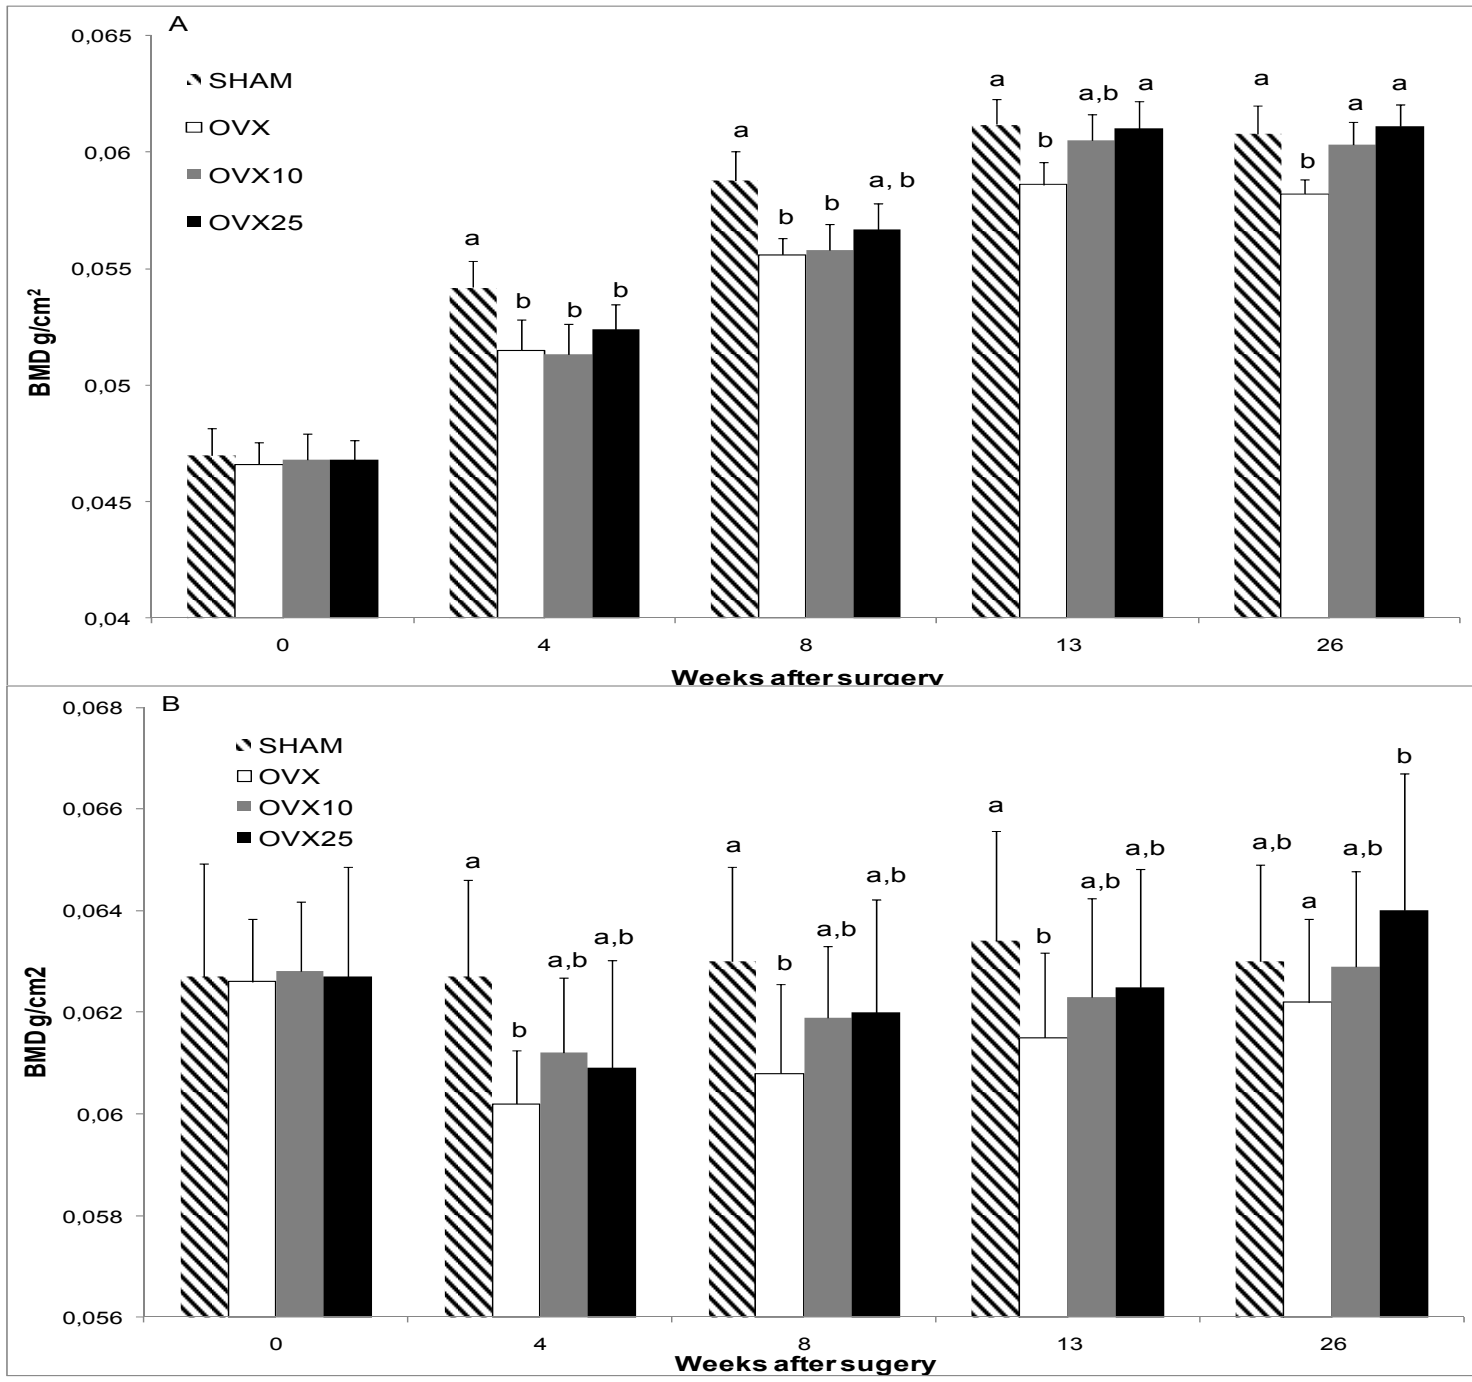 A
0,065
SHAM
OVX
OVX10
OVX25
0,06
0,055
0,05
0,045
0,04
BMD g/cm²
a
b
b
b
a
b
b
a, b
a
b
a,b
a
a
b
a
a
0 4 8 13 26
Weeks after surgery
B
0,068
SHAM
OVX
OVX10
OVX25
0,066
0,064
0,062
0,06
0,058
0,056
BMD g/cm2
a
b
a,b
a,b
a
b
a,b
a,b
a
b
a,b
a,b
a,b
a
a,b
b
0 4 8 13 26
Weeks after sugery